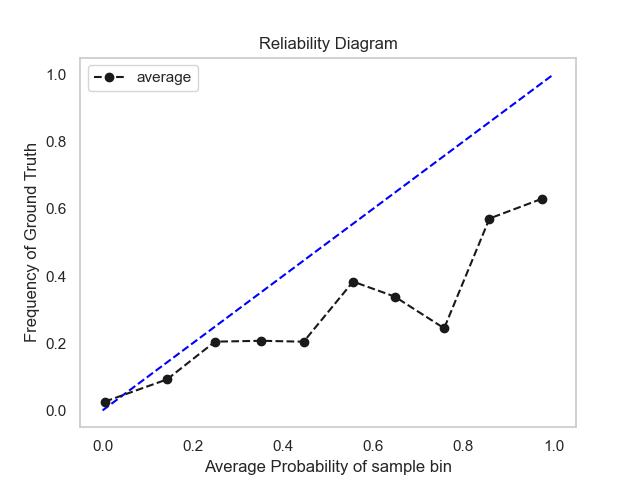 Reliability Diagram
average
Frequency of Ground Truth
1.0
0.8
0.6
0.4
0.2
0.0
0.0 0.2 0.4 0.6 0.8 1.0
Average Probability of sample bin